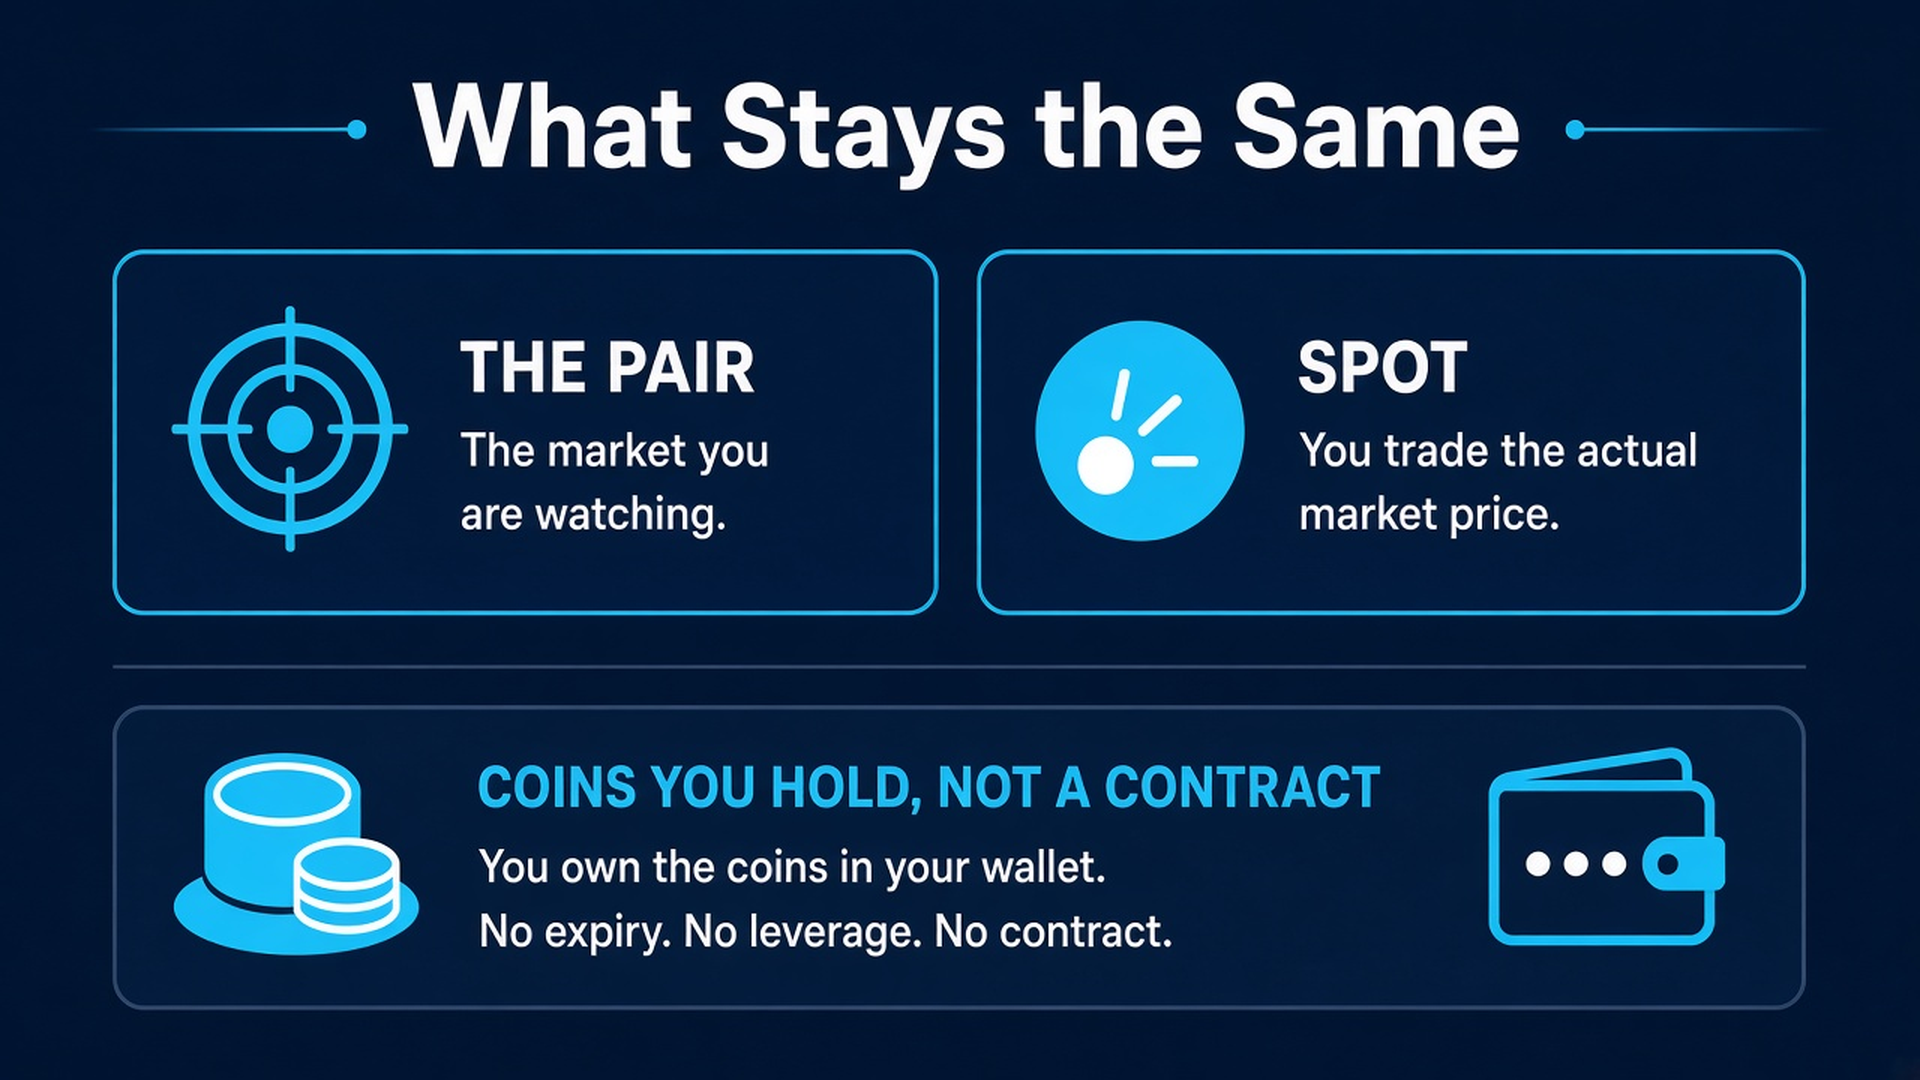 What Stays the Same
THE PAIR
The market you
are watching.
SPOT
You trade the actual
market price.
COINS YOU HOLD, NOT A CONTRACT
You own the coins in your wallet.
No expiry. No leverage. No contract.